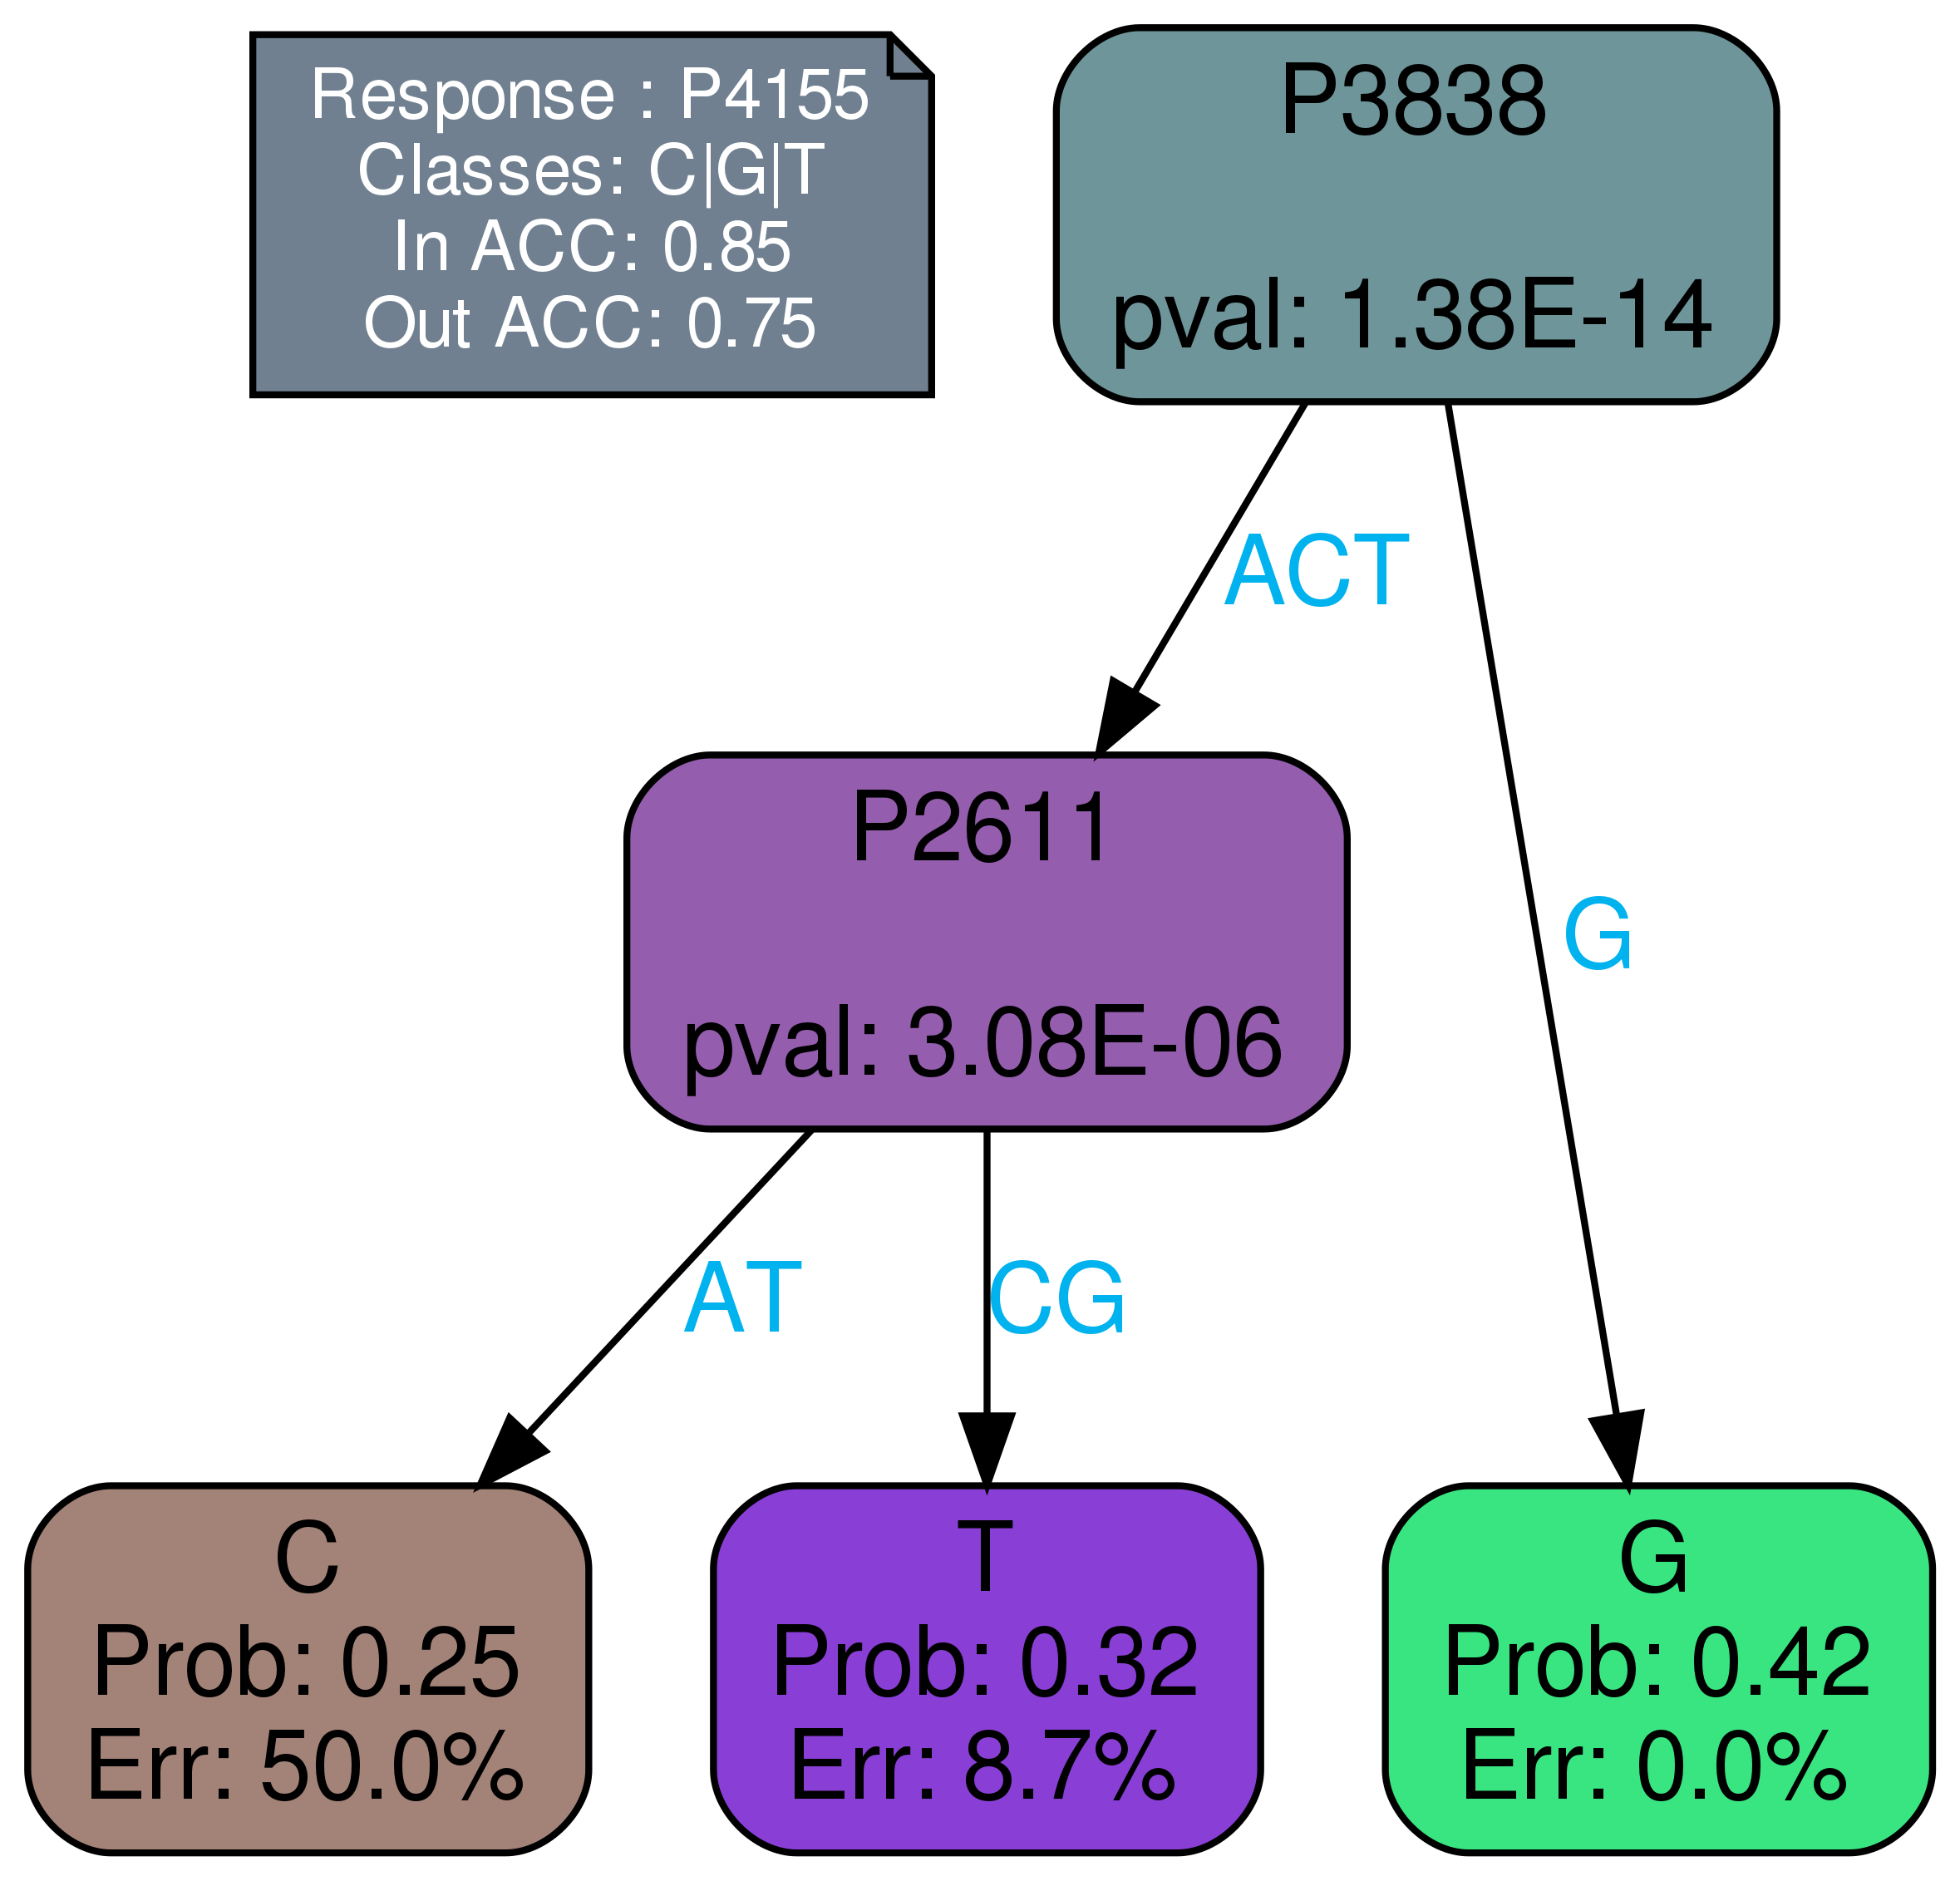 Response : P4155
Classes: C|G|T
In ACC: 0.85
Out ACC: 0.75
P3838
pval: 1.38E-14
ACT
G
P2611
pval: 3.08E-06
AT
CG
C
Prob: 0.25
Err: 50.0%
T
Prob: 0.32
Err: 8.7%
G
Prob: 0.42
Err: 0.0%